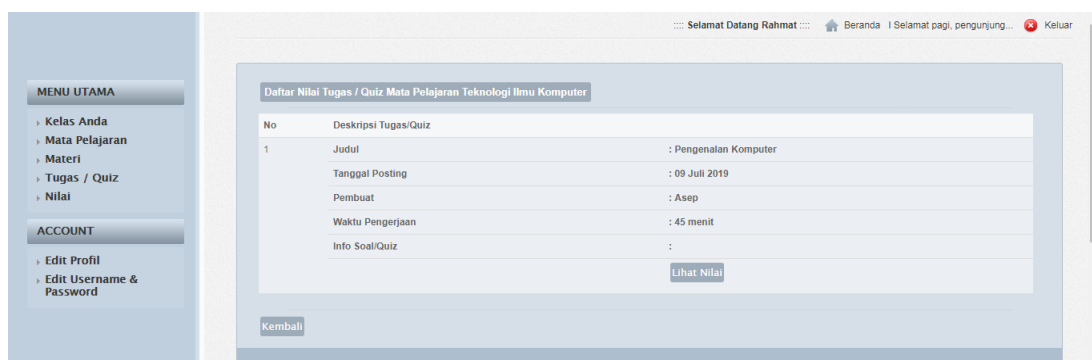 :::: Selamat Datang Rahmat :::: Beranda I Selamat pagi, pengunjung... Keluar
MENU UTAMA
Kelas Anda
Mata Pelajaran
Materi
Tugas / Quiz
Nilai
ACCOUNT
Edit Profil
Edit Username &
Password
Daftar Nilai Tugas / Quiz Mata Pelajaran Teknologi Ilmu Komputer
No Deskripsi Tugas/Quiz
1 Judul : Pengenalan Komputer
Tanggal Posting : 09 Juli 2019
Pembuat : Asep
Waktu Pengerjaan : 45 menit
Info Soal/Quiz :
Lihat Nilai
Kembali